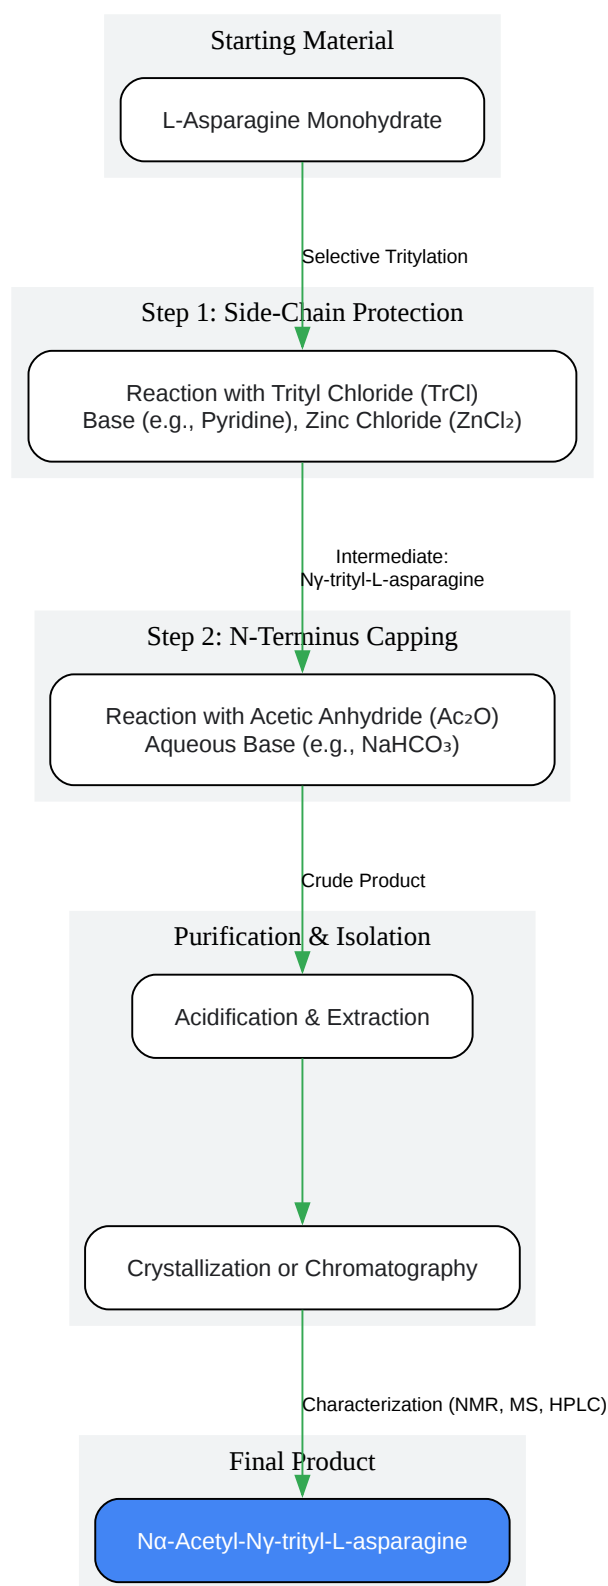 Starting Material
L-Asparagine Monohydrate
Selective Tritylation
Step 1: Side-Chain Protection
Reaction with Trityl Chloride (TrCl)
Base (e.g., Pyridine), Zinc Chloride (ZnCl₂)
Intermediate:
Nγ-trityl-L-asparagine
Step 2: N-Terminus Capping
Reaction with Acetic Anhydride (Ac₂O)
Aqueous Base (e.g., NaHCO₃)
Crude Product
Purification & Isolation
Acidification & Extraction
Crystallization or Chromatography
Characterization (NMR, MS, HPLC)
Final Product
Nα-Acetyl-Nγ-trityl-L-asparagine